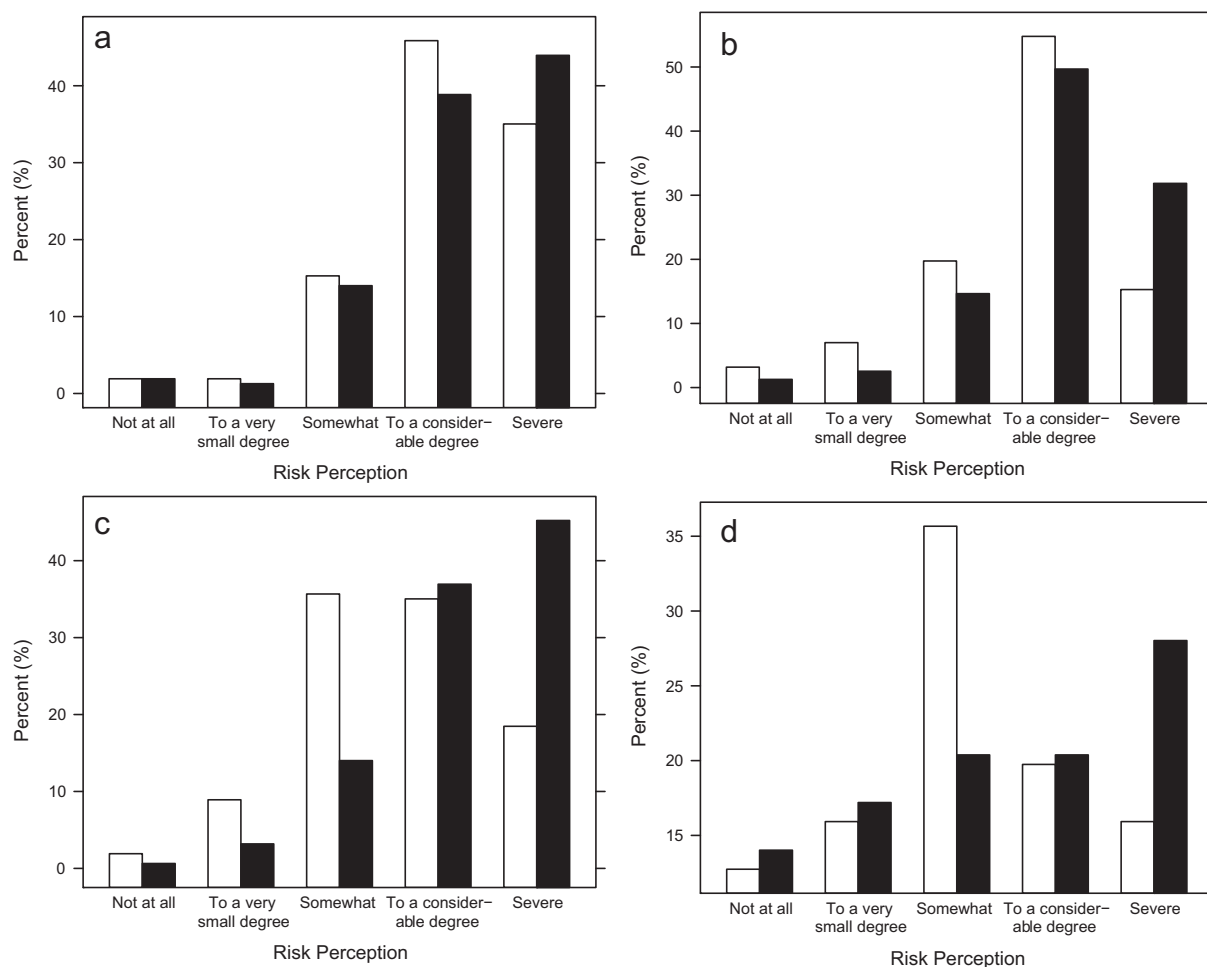 a
40
30
20
10
0
Percent (%)
Not at all
To a very
small degree
Somewhat
To a consider–
able degree
Severe
Risk Perception
b
50
40
30
20
10
0
Percent (%)
Not at all
To a very
small degree
Somewhat
To a consider–
able degree
Severe
Risk Perception
c
40
30
20
10
0
Percent (%)
Not at all
To a very
small degree
Somewhat
To a consider–
able degree
Severe
Risk Perception
d
35
30
25
20
15
Percent (%)
Not at all
To a very
small degree
Somewhat
To a consider–
able degree
Severe
Risk Perception